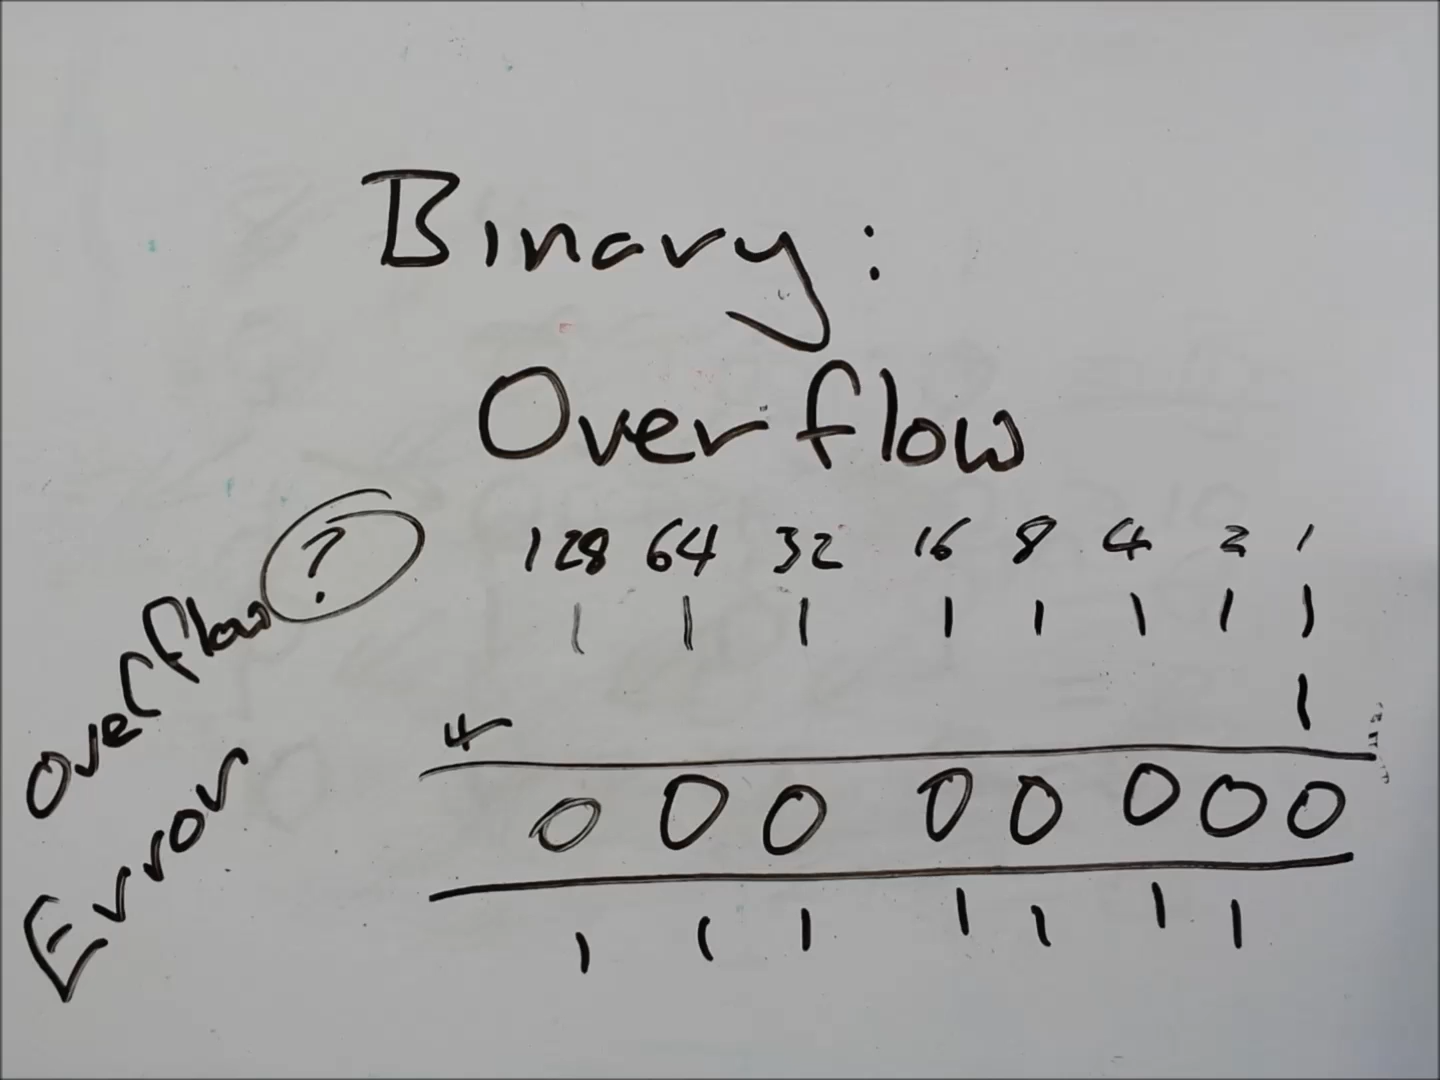 Binary:
Overflow
128 64 32 16 8 4 2 1
1 1 1 1 1 1 1 1
1
+
0 0 0 0 0 0 0 0
1 1 1 1 1 1 1
Overflow ?
Error